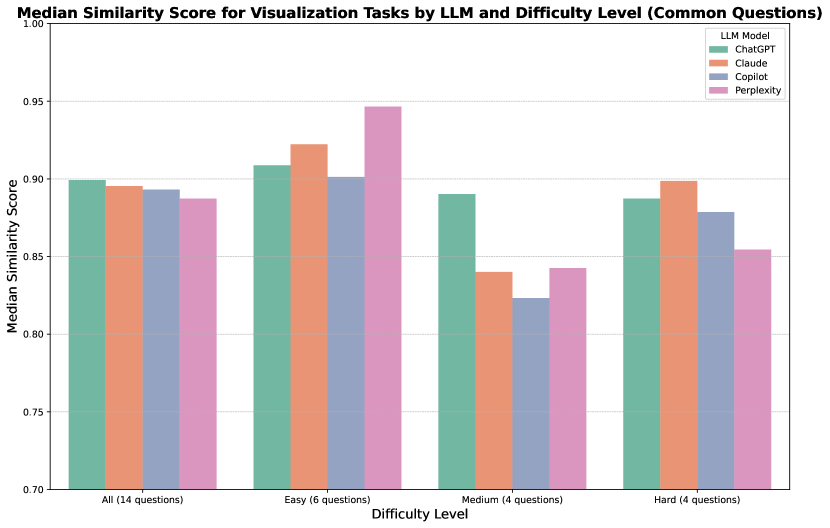 Median Similarity Score for Visualization Tasks by LLM and Difficulty Level (Common Questions)
LLM Model
ChatGPT
Claude
Copilot
Perplexity
Median Similarity Score
1.00
0.95
0.90
0.85
0.80
0.75
0.70
All (14 questions)
Easy (6 questions)
Medium (4 questions)
Hard (4 questions)
Difficulty Level